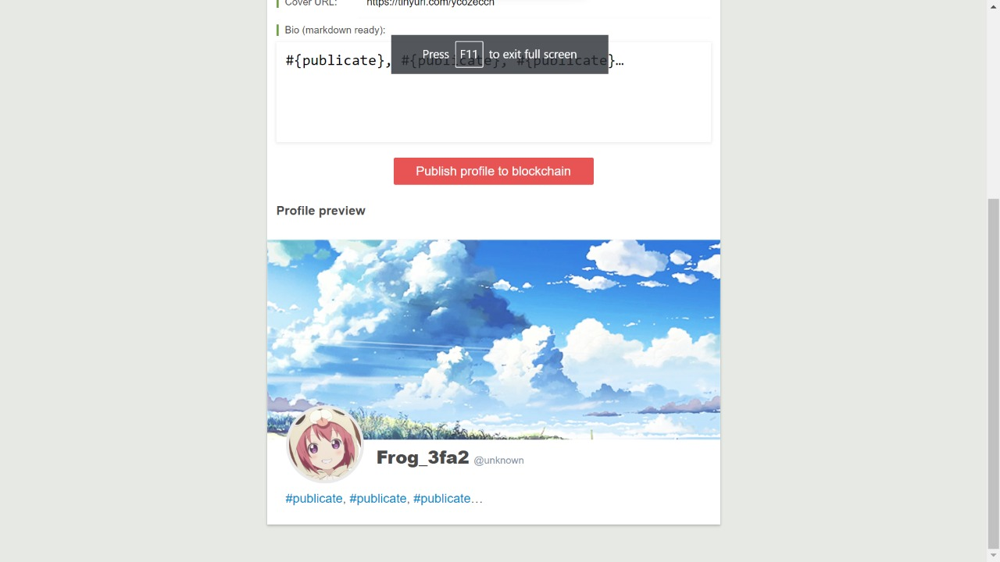 Cover URL: https://tinyurl.com/ycozeccn
Bio (markdown ready):
#{publicate}, #{publicate}, #{publicate}…
Press F11 to exit full screen
Publish profile to blockchain
Profile preview
Frog_3fa2 @unknown
#publicate, #publicate, #publicate…